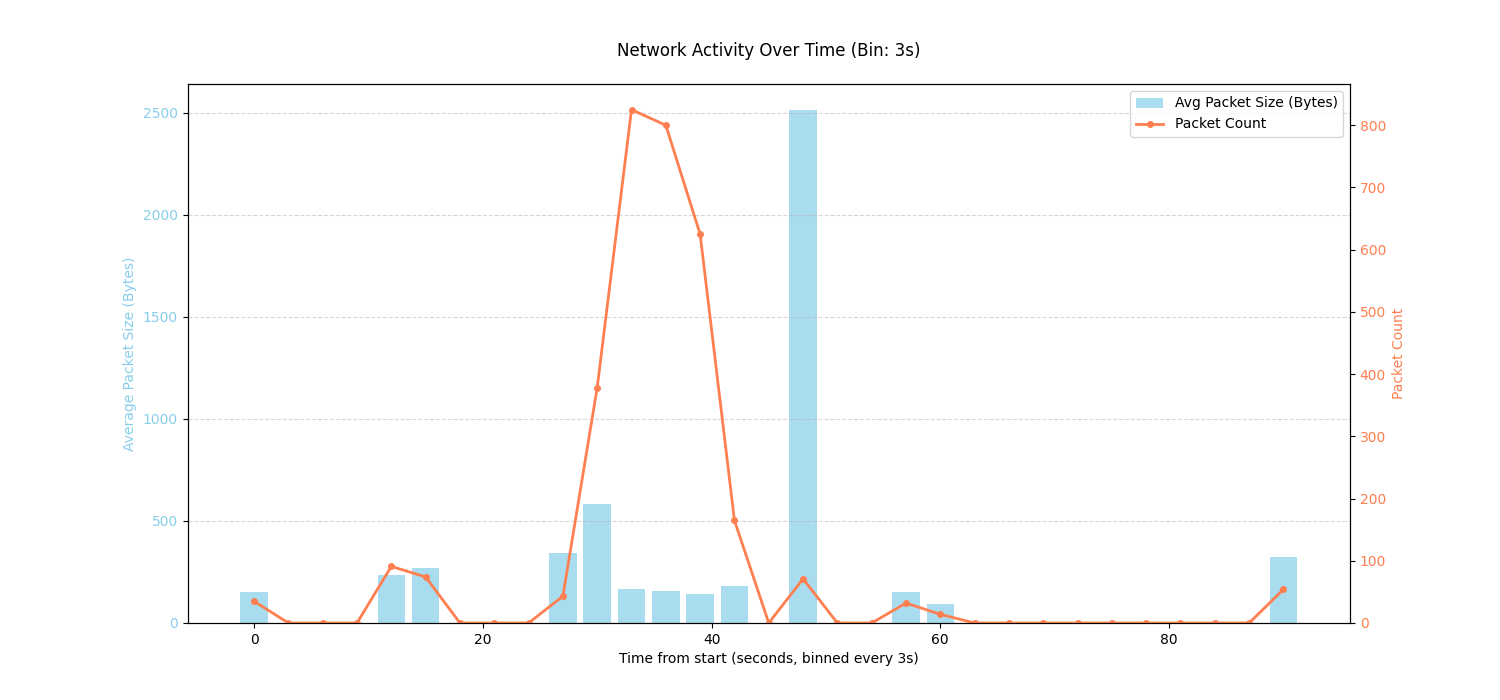 Network Activity Over Time (Bin: 3s)
Avg Packet Size (Bytes)
Packet Count
2500
2000
1500
1000
500
0
Average Packet Size (Bytes)
800
700
600
500
400
300
200
100
0
Packet Count
0 20 40 60 80
Time from start (seconds, binned every 3s)